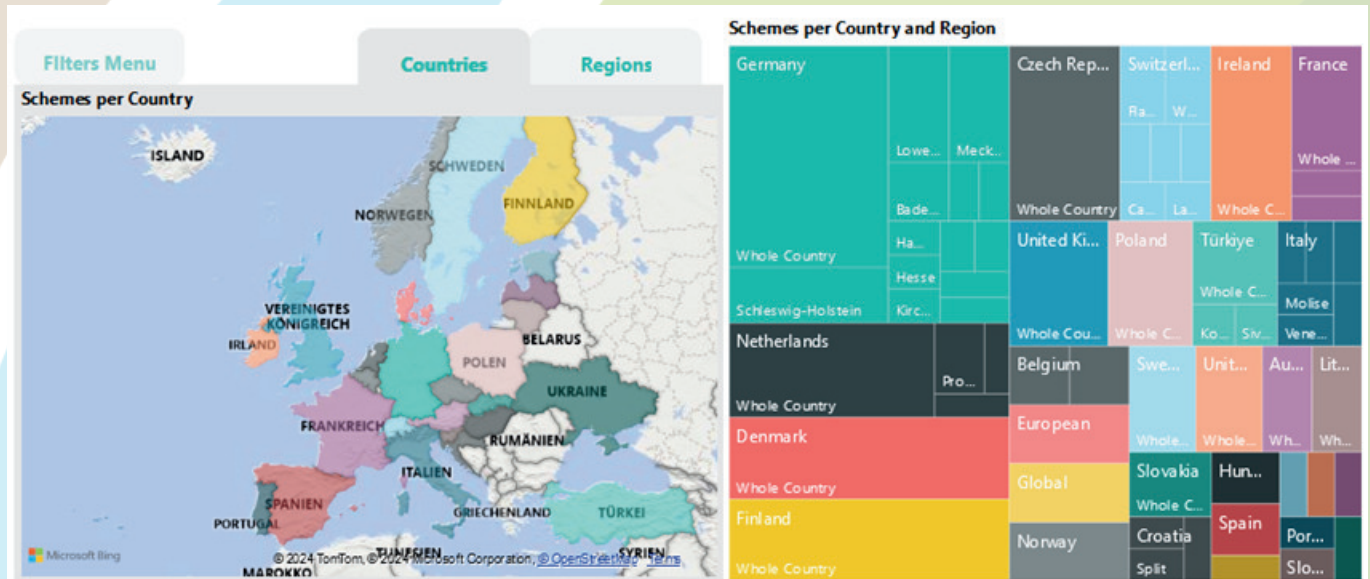 Filters Menu
Countries
Regions
Schemes per Country
ISLAND
SCHWEDEN
FINNLAND
NORWEGEN
VEREINIGTES
KÖNIGREICH
IRLAND
BELARUS
POLEN
UKRAINE
FRANKREICH
RUMÄNIEN
ITALIEN
SPANIEN
PORTUGAL
GRIECHENLAND
TÜRKEI
TUNESIEN
SYRIEN
MAROKKO
Microsoft Bing
© 2024 TomTom, © 2024 Microsoft Corporation, © OpenStreetMap Terms
Schemes per Country and Region
Germany
Lowe...
Meck...
Bade...
Ha...
Whole Country
Hesse
Schleswig-Holstein
Kirc...
Netherlands
Pro...
Whole Country
Denmark
Whole Country
Finland
Whole Country
Czech Rep...
Whole Country
Switzerl...
Ra...
W...
Ca...
La...
Ireland
Whole C...
France
Whole ...
United Ki...
Whole Cou...
Poland
Whole C...
Türkiye
Whole C...
Ko...
Siv...
Italy
Molise
Vene...
Belgium
European
Global
Norway
Swe...
Whole...
Unit...
Whole...
Au...
Wh...
Lit...
Wh...
Slovakia
Whole C...
Croatia
Split
Hun...
Spain
Por...
Slo...